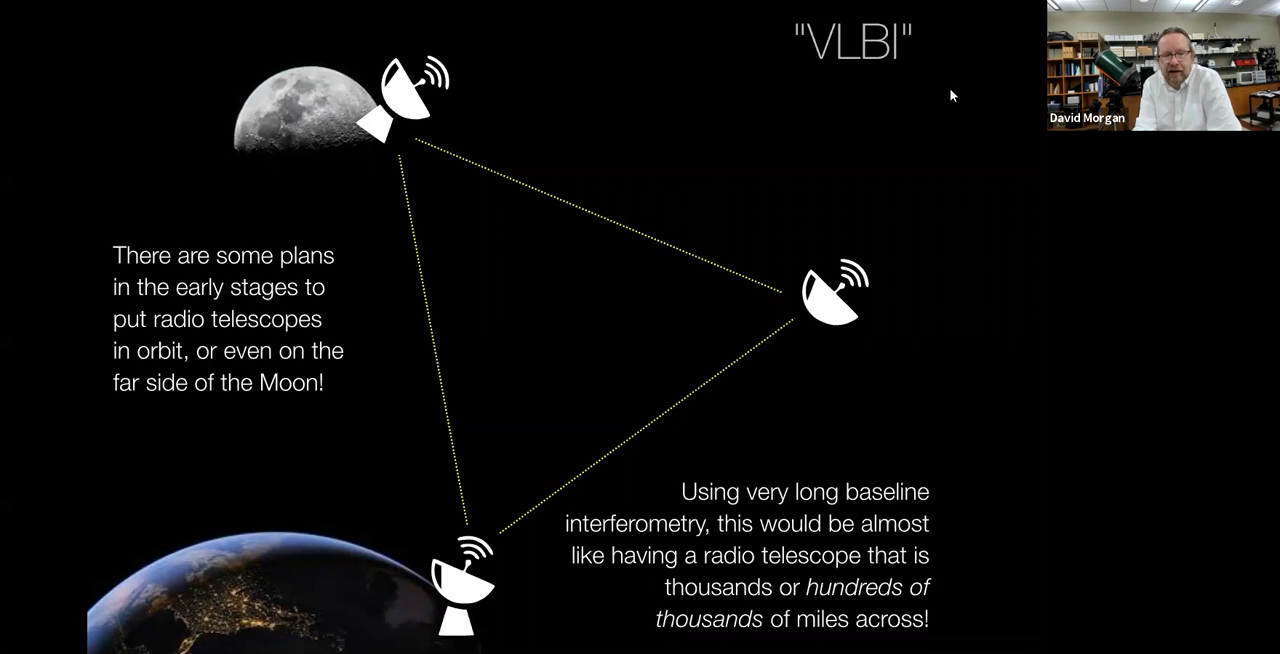 "VLBI"
David Morgan
There are some plans
in the early stages to
put radio telescopes
in orbit, or even on the
far side of the Moon!
Using very long baseline
interferometry, this would be almost
like having a radio telescope that is
thousands or hundreds of
thousands of miles across!